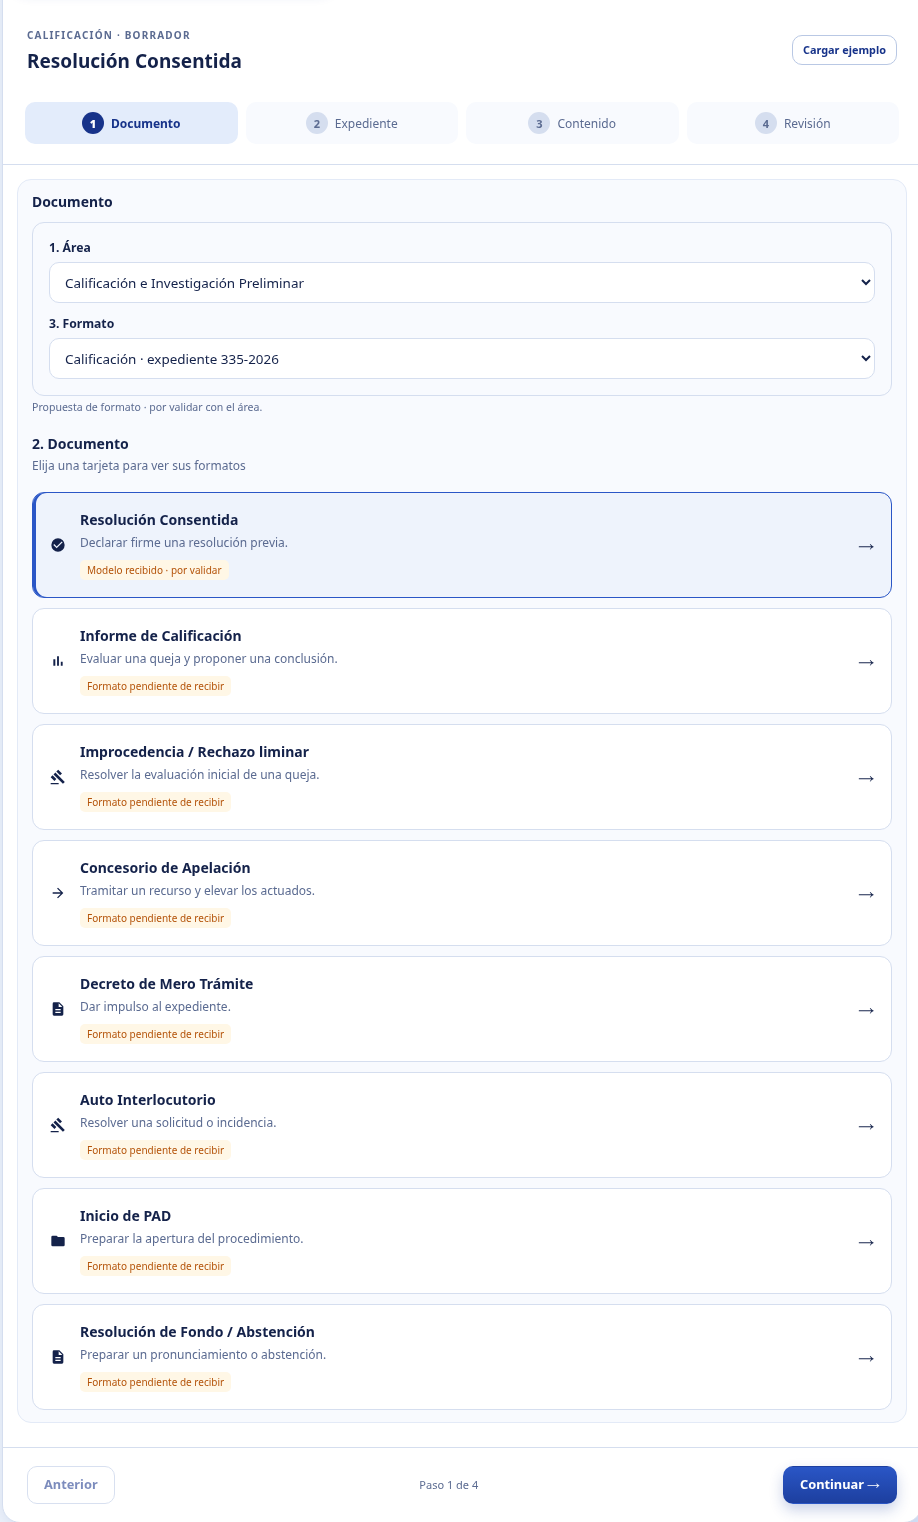 CALIFICACIÓN · BORRADOR
Resolución Consentida
Cargar ejemplo
1 Documento
2 Expediente
3 Contenido
4 Revisión
Documento
1. Área
Calificación e Investigación Preliminar
3. Formato
Calificación · expediente 335-2026
Propuesta de formato · por validar con el área.
2. Documento
Elija una tarjeta para ver sus formatos
Resolución Consentida
Declarar firme una resolución previa.
Modelo recibido · por validar
→
Informe de Calificación
Evaluar una queja y proponer una conclusión.
Formato pendiente de recibir
→
Improcedencia / Rechazo liminar
Resolver la evaluación inicial de una queja.
Formato pendiente de recibir
→
Concesorio de Apelación
Tramitar un recurso y elevar los actuados.
Formato pendiente de recibir
→
Decreto de Mero Trámite
Dar impulso al expediente.
Formato pendiente de recibir
→
Auto Interlocutorio
Resolver una solicitud o incidencia.
Formato pendiente de recibir
→
Inicio de PAD
Preparar la apertura del procedimiento.
Formato pendiente de recibir
→
Resolución de Fondo / Abstención
Preparar un pronunciamiento o abstención.
Formato pendiente de recibir
→
Anterior
Paso 1 de 4
Continuar →